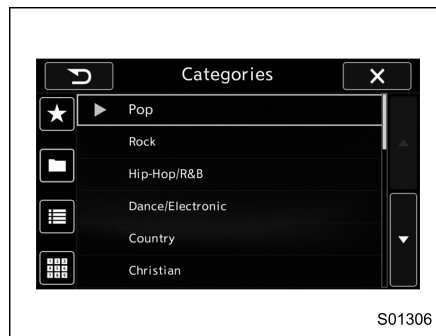 Categories
Pop
Rock
Hip-Hop/R&B
Dance/Electronic
Country
Christian
S01306